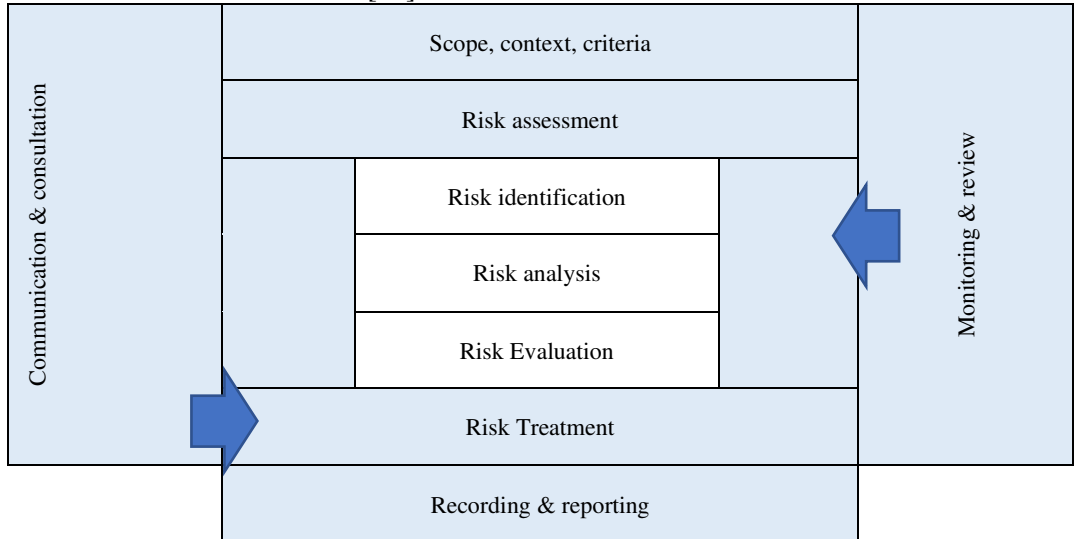 Scope, context, criteria
Communication & consultation
Risk assessment
Risk identification
Risk analysis
Risk Evaluation
Monitoring & review
Risk Treatment
Recording & reporting